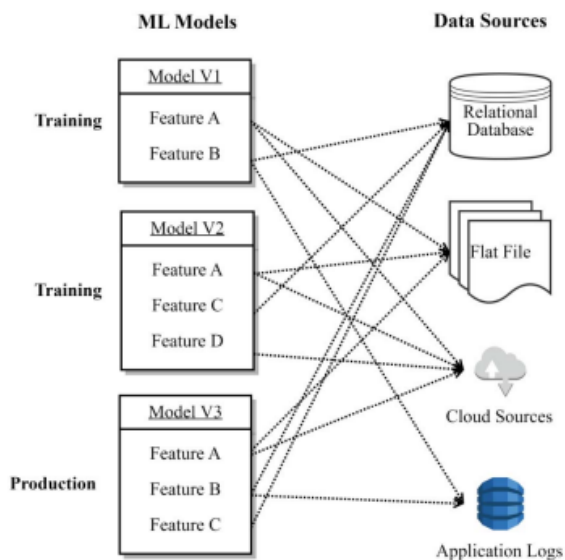 ML Models
Data Sources
Training
Model V1
Feature A
Feature B
Relational
Database
Training
Model V2
Feature A
Feature C
Feature D
Flat File
Cloud Sources
Production
Model V3
Feature A
Feature B
Feature C
Application Logs